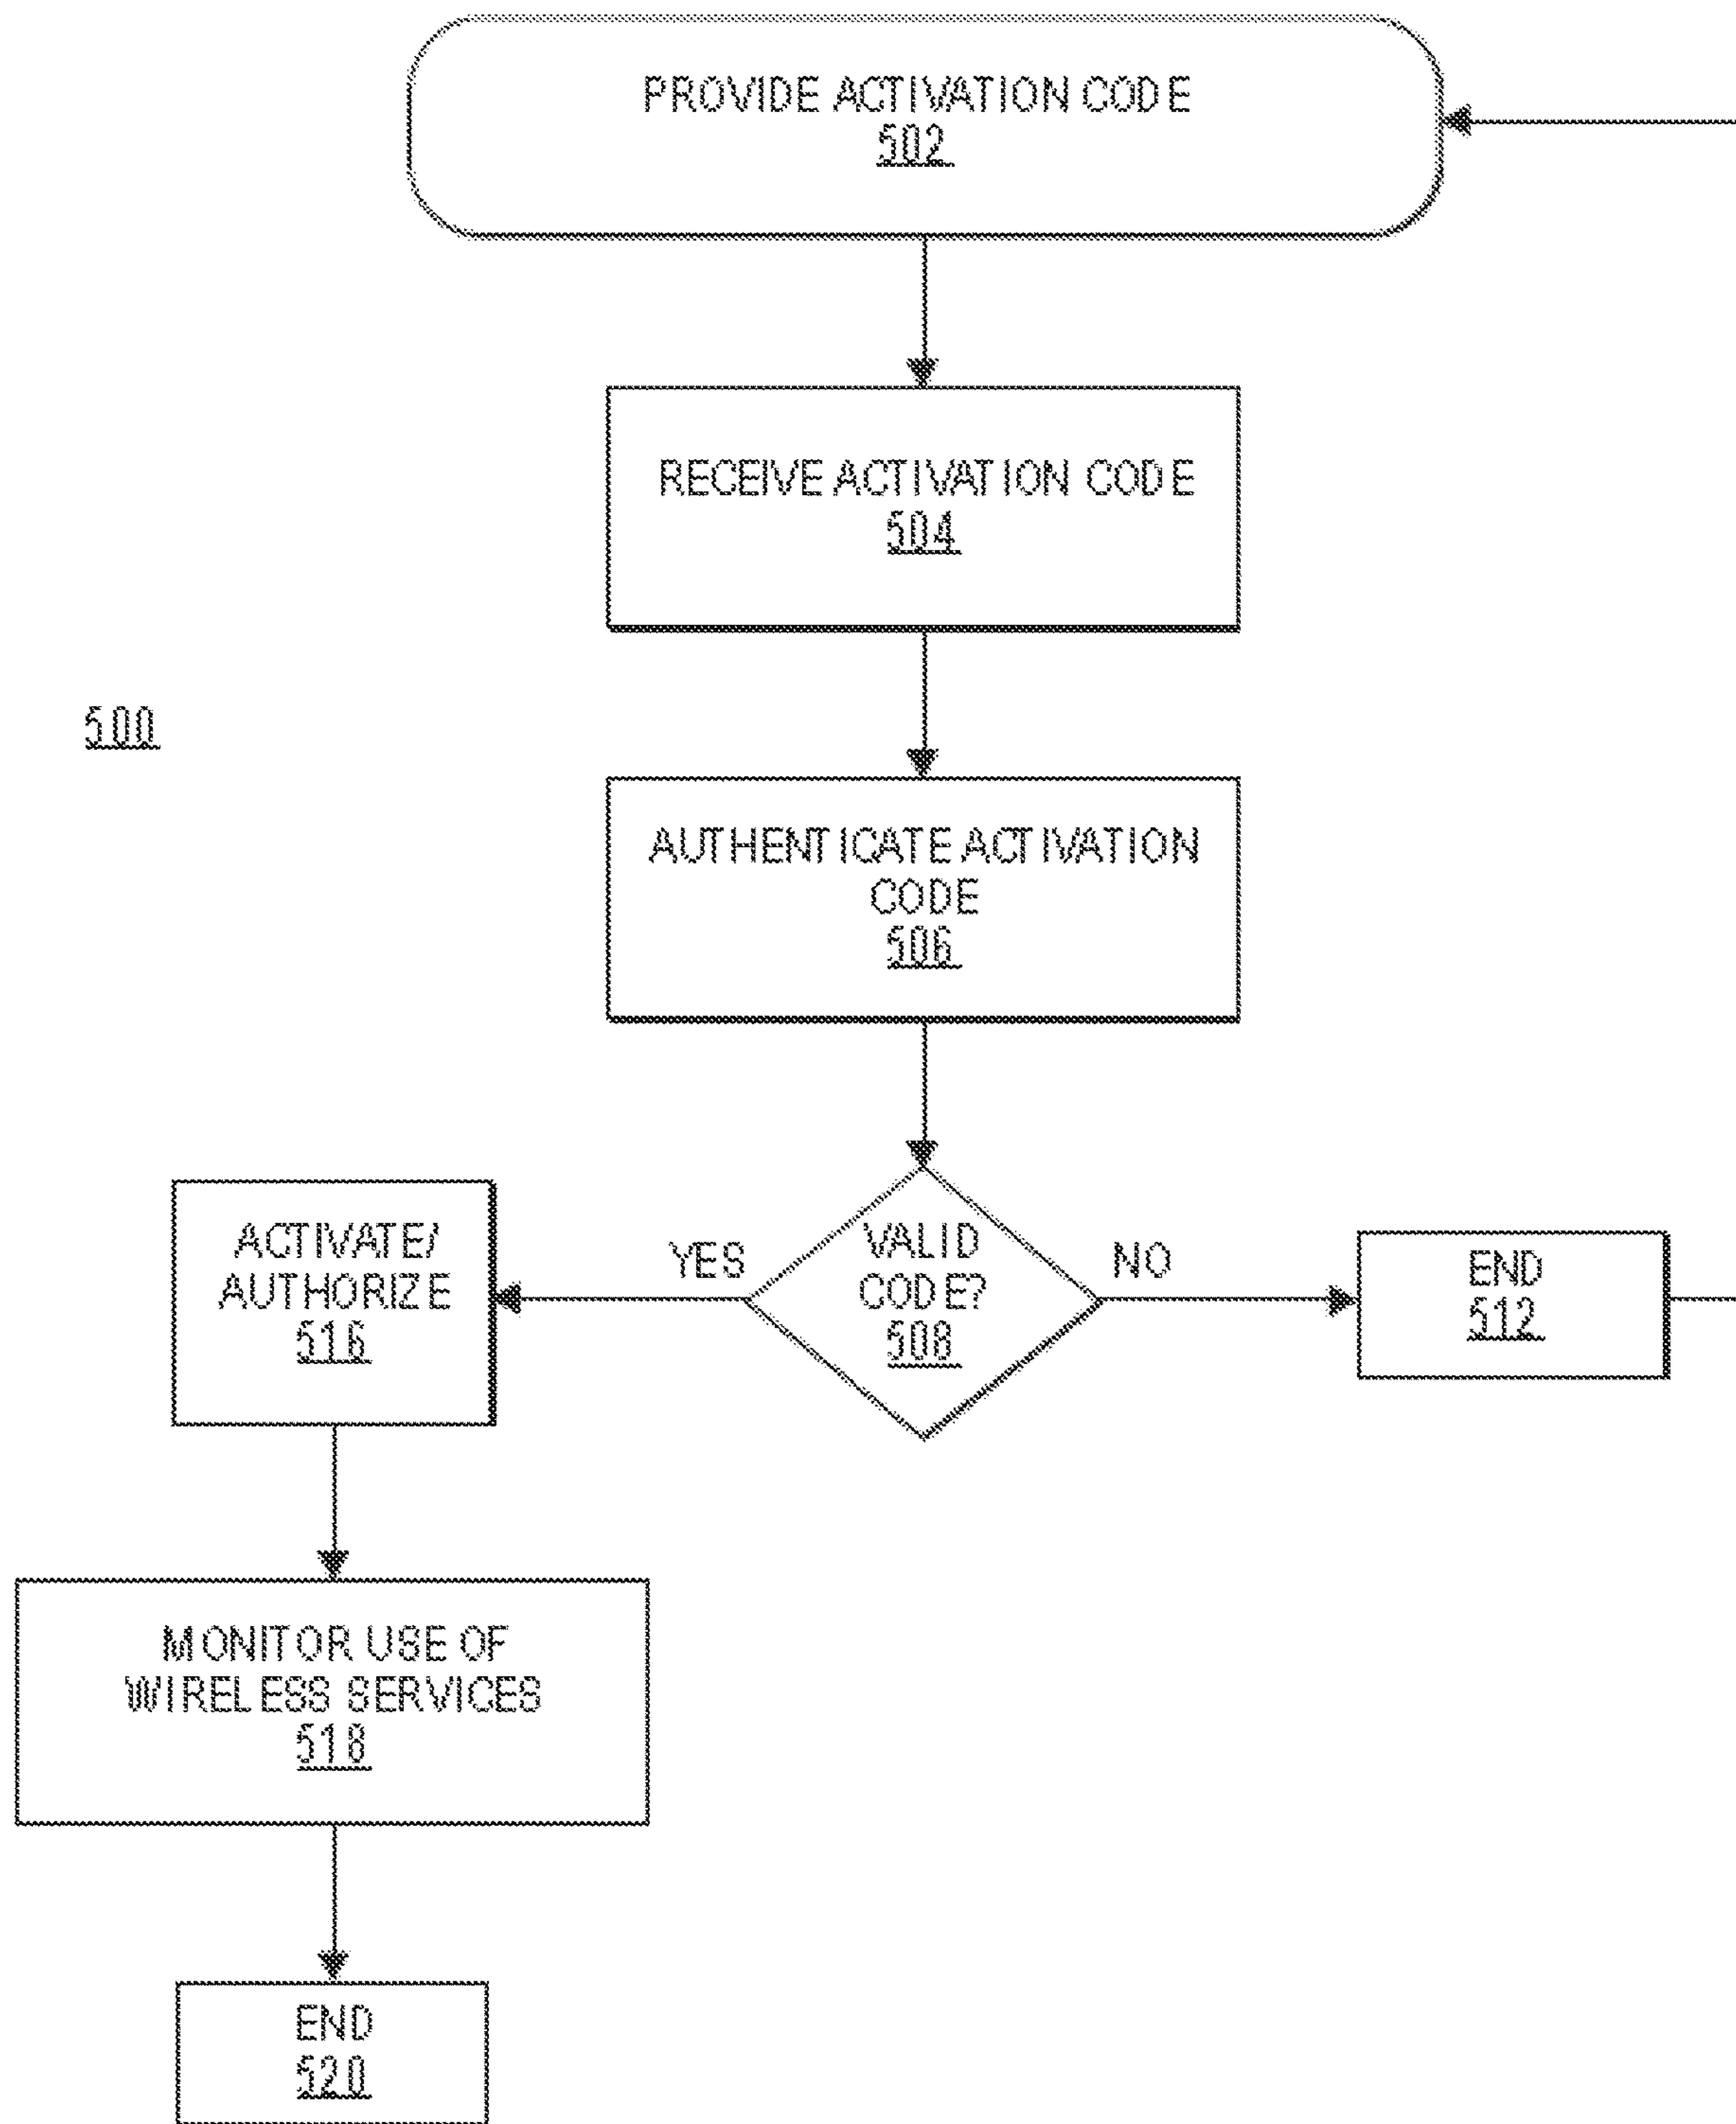 PROVIDE ACTIVATION CODE
502
RECEIVE ACTIVATION CODE
504
500
AUTHENTICATE ACTIVATION
CODE
506
ACTIVATE/
AUTHORIZE
516
YES
VALID
CODE?
508
NO
END
512
MONITOR USE OF
WIRELESS SERVICES
518
END
520